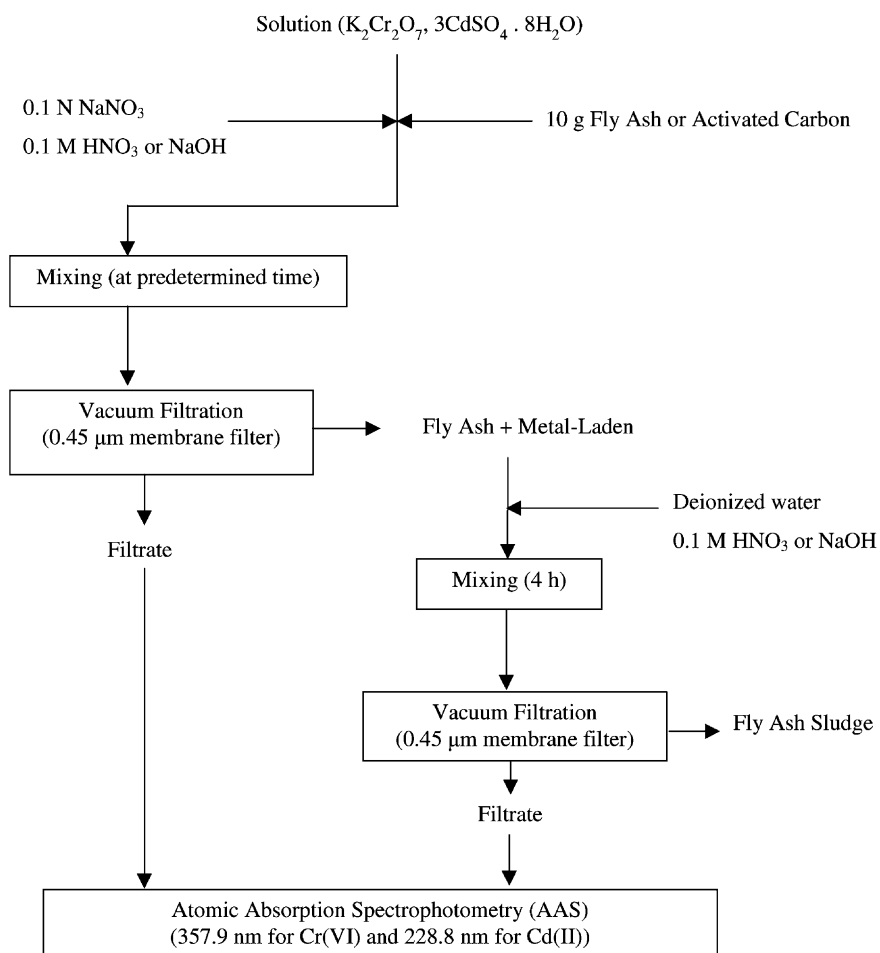 Solution (K₂Cr₂O₇, 3CdSO₄ . 8H₂O)
0.1 N NaNO₃
0.1 M HNO₃ or NaOH
10 g Fly Ash or Activated Carbon
Mixing (at predetermined time)
Vacuum Filtration
(0.45 μm membrane filter)
Fly Ash + Metal-Laden
Deionized water
0.1 M HNO₃ or NaOH
Filtrate
Mixing (4 h)
Vacuum Filtration
(0.45 μm membrane filter)
Fly Ash Sludge
Filtrate
Atomic Absorption Spectrophotometry (AAS)
(357.9 nm for Cr(VI) and 228.8 nm for Cd(II))